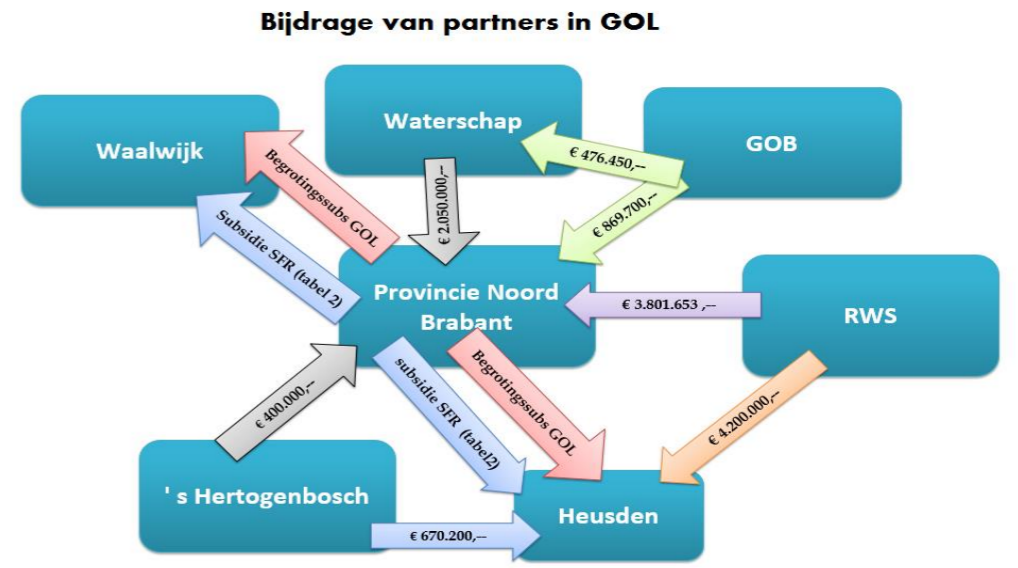 Bijdrage van partners in GOL
Waalwijk
Waterschap
GOB
Begrotingssubs GOL
€ 2.050.000,--
€ 476.450,--
€ 869.700,--
Subsidie SFR (tabel 2)
Provincie Noord
Brabant
€ 3.801.653 ,--
RWS
€ 400.000,--
subsidie SFR (tabel2)
Begrotingssubs GOL
€ 4.200.000,--
' s Hertogenbosch
€ 670.200,--
Heusden